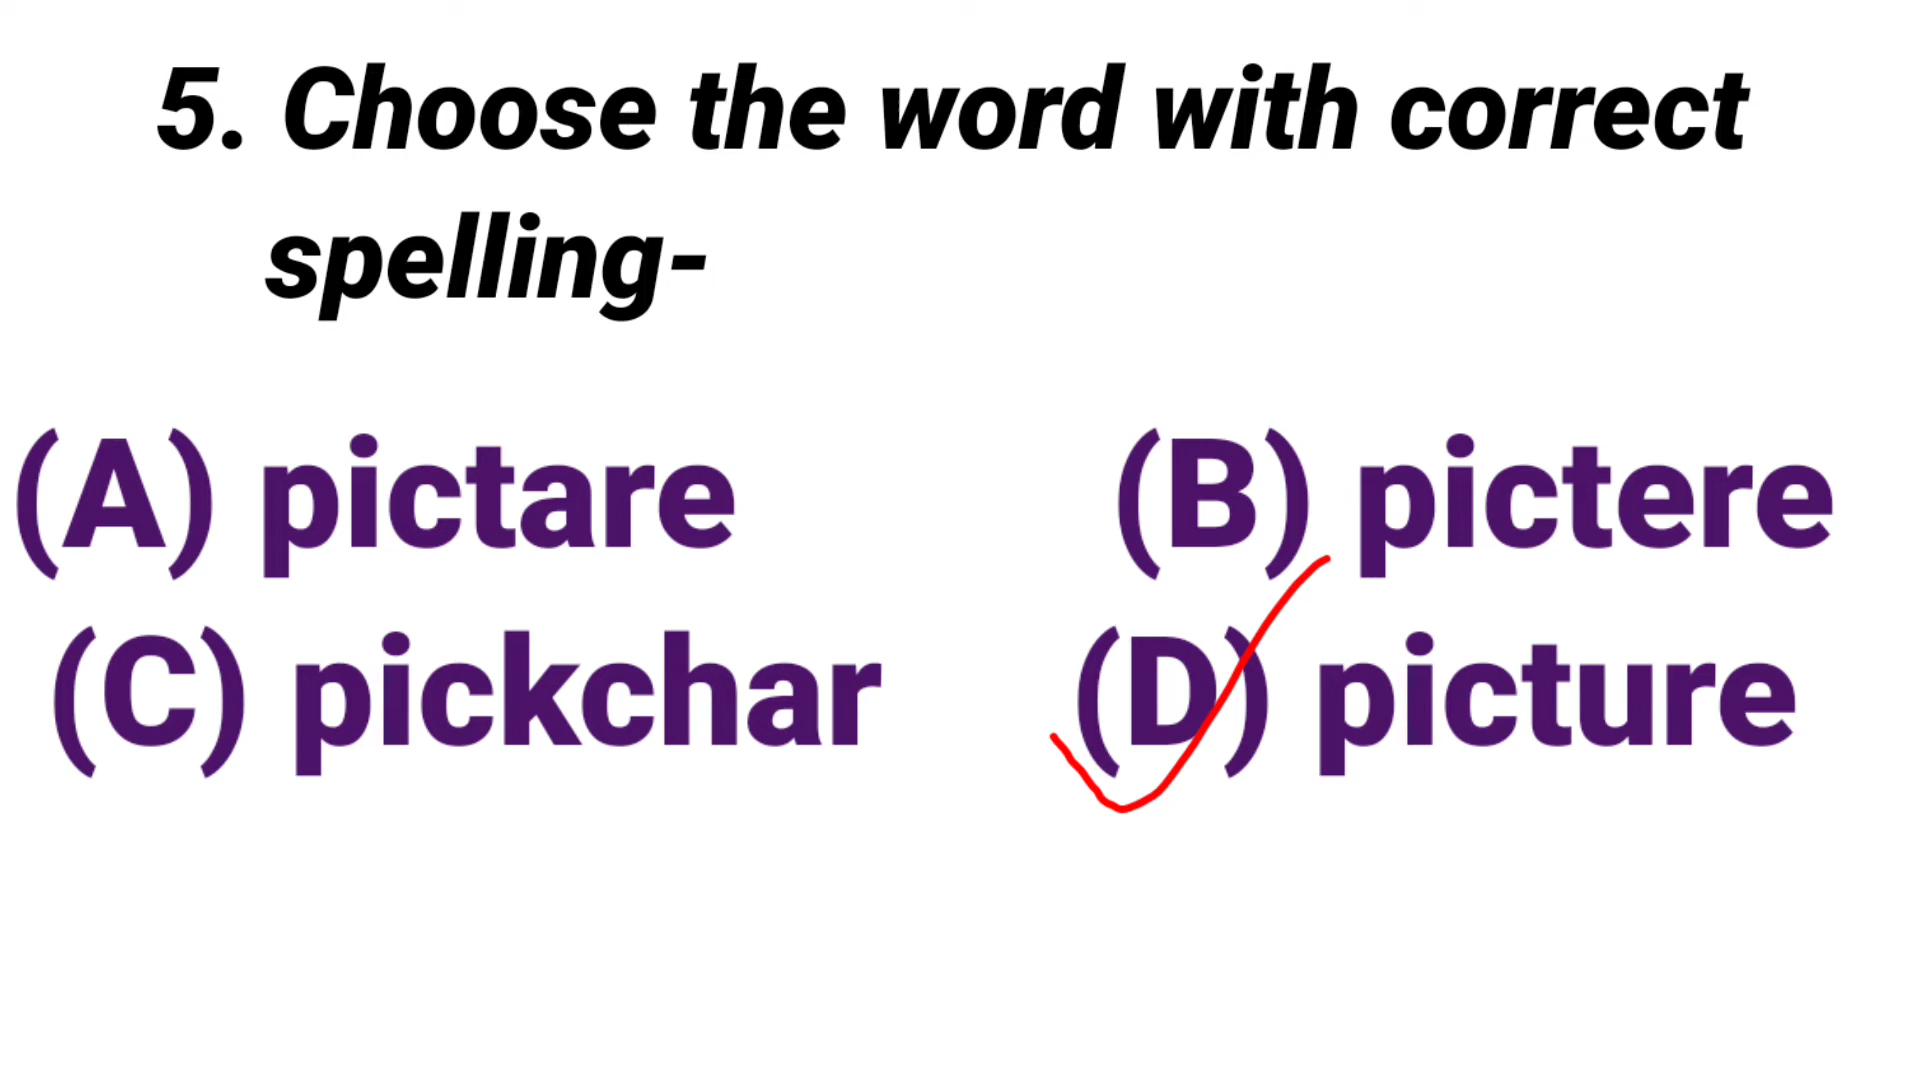 5. Choose the word with correct
spelling-
(A) pictare (B) pictere
(C) pickchar (D) picture